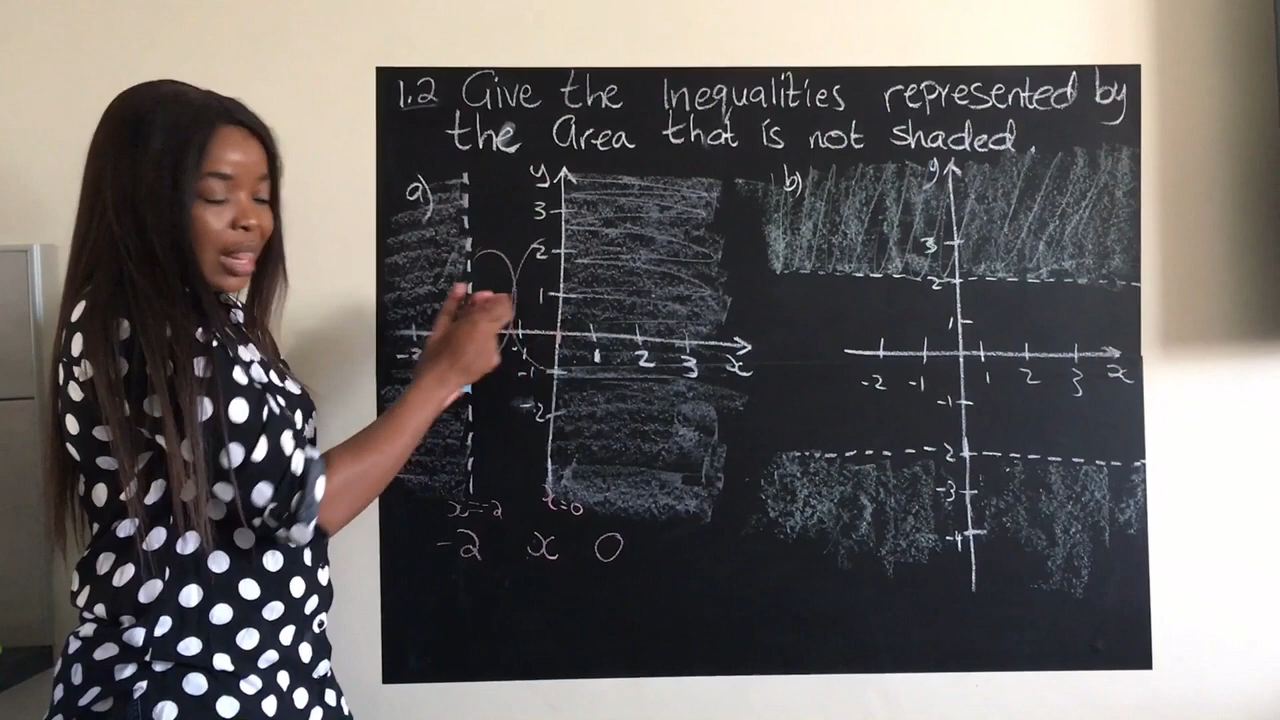 1.2 Give the Inequalities represented by
the Area that is not shaded.
a)
y
3
2
1
-2
1 2 3 x
-1
-2
x=-2
x=0
-2 x 0
b)
y
3
2
1
-2 -1 1 2 3 x
-1
-2
-3
-4